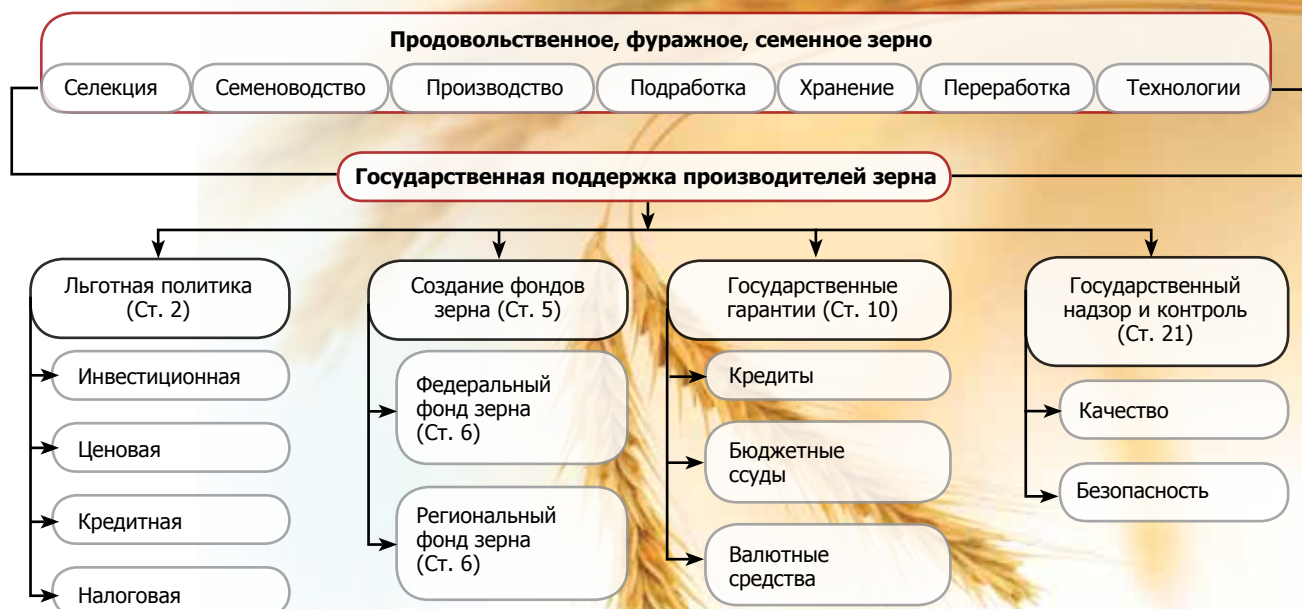 Продовольственное, фуражное, семенное зерно
Селекция
Семеноводство
Производство
Подработка
Хранение
Переработка
Технологии
Государственная поддержка производителей зерна
Льготная политика
(Ст. 2)
Инвестиционная
Ценовая
Кредитная
Налоговая
Создание фондов
зерна (Ст. 5)
Федеральный
фонд зерна
(Ст. 6)
Региональный
фонд зерна
(Ст. 6)
Государственные
гарантии (Ст. 10)
Кредиты
Бюджетные
ссуды
Валютные
средства
Государственный
надзор и контроль
(Ст. 21)
Качество
Безопасность